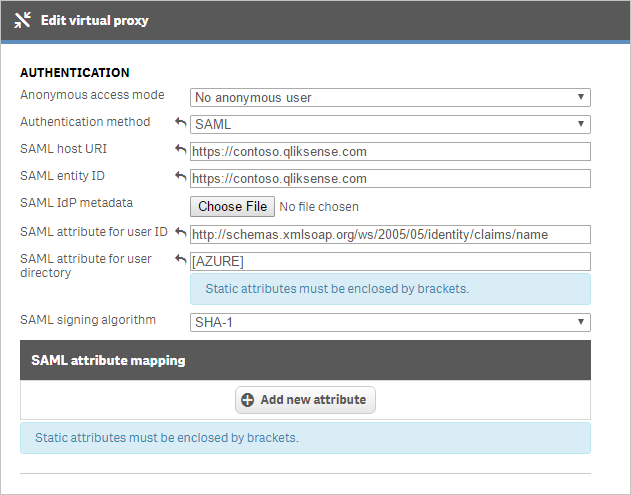 Edit virtual proxy
AUTHENTICATION
Anonymous access mode
No anonymous user
Authentication method
SAML
SAML host URI
https://contoso.qliksense.com
SAML entity ID
https://contoso.qliksense.com
SAML IdP metadata
Choose File No file chosen
SAML attribute for user ID
http://schemas.xmlsoap.org/ws/2005/05/identity/claims/name
SAML attribute for user
directory
[AZURE]
Static attributes must be enclosed by brackets.
SAML signing algorithm
SHA-1
SAML attribute mapping
Add new attribute
Static attributes must be enclosed by brackets.